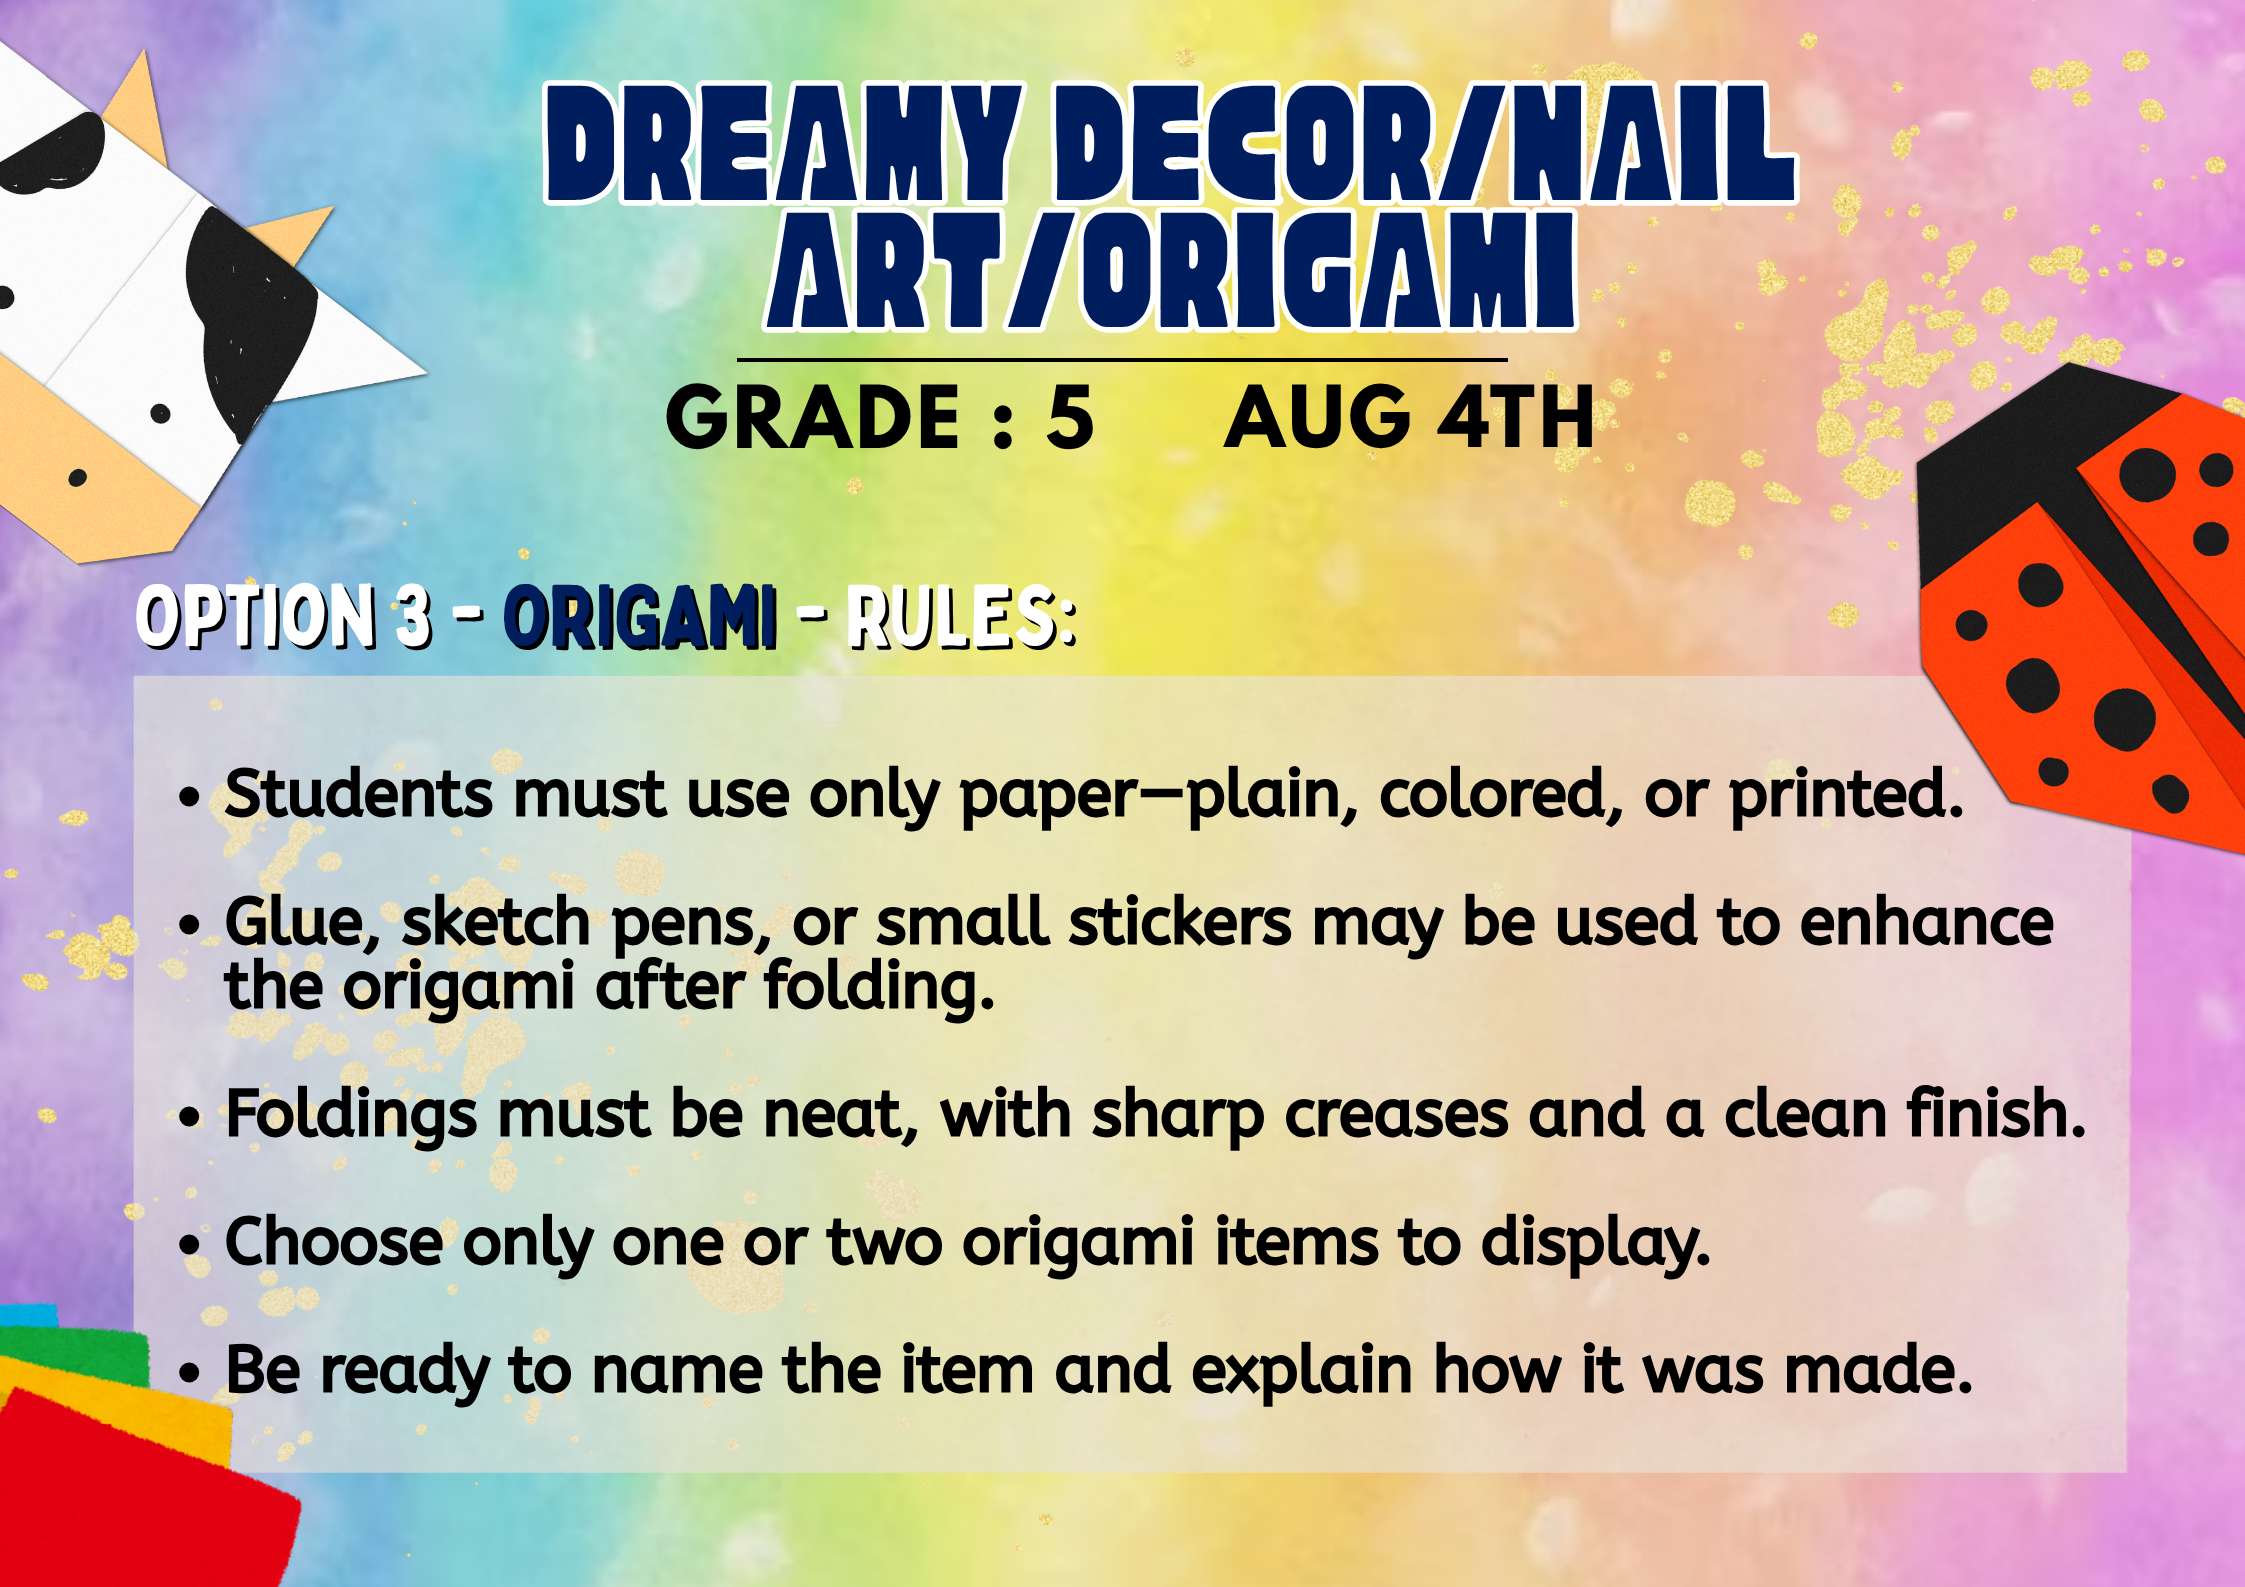 DREAMY DECOR/NAIL
ART/ORIGAMI
GRADE : 5 AUG 4TH
OPTION 3 - ORIGAMI - RULES:
• Students must use only paper—plain, colored, or printed.
• Glue, sketch pens, or small stickers may be used to enhance
the origami after folding.
• Foldings must be neat, with sharp creases and a clean finish.
• Choose only one or two origami items to display.
• Be ready to name the item and explain how it was made.